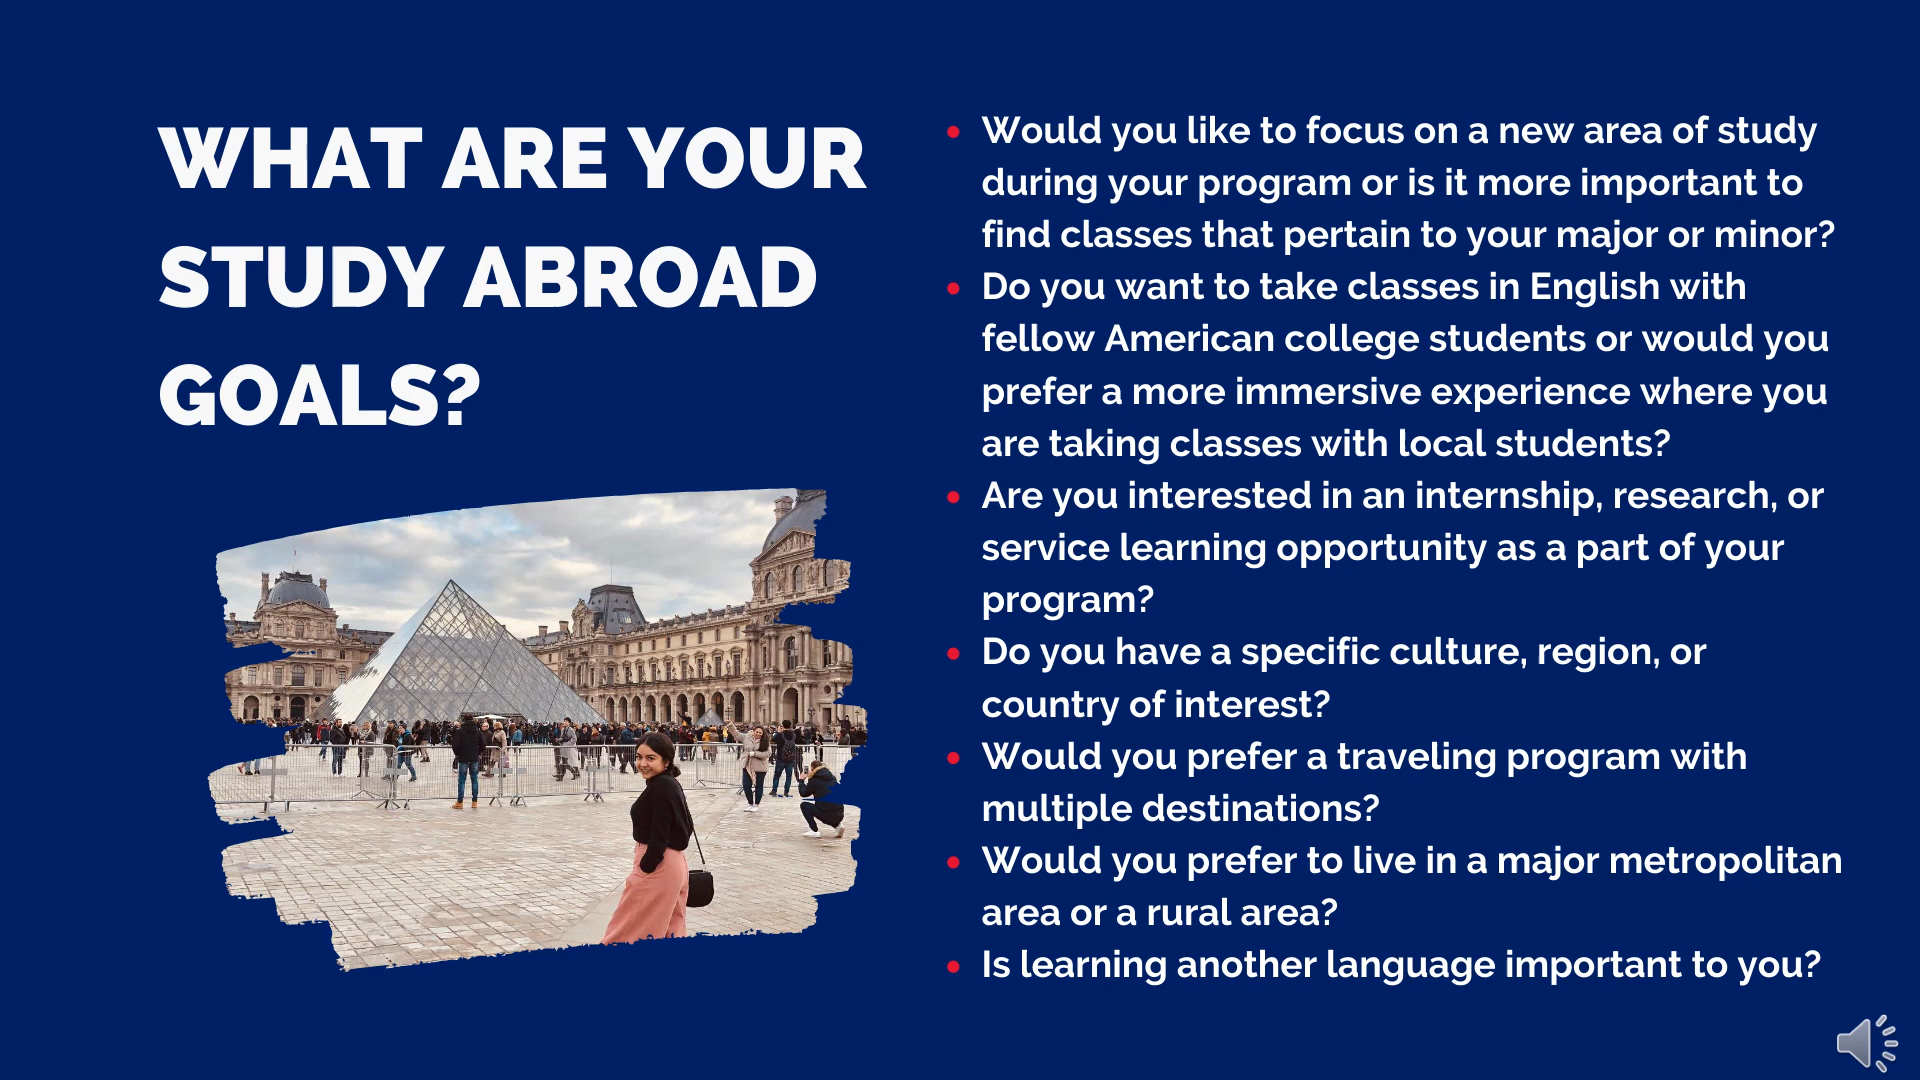 WHAT ARE YOUR
STUDY ABROAD
GOALS?
• Would you like to focus on a new area of study
during your program or is it more important to
find classes that pertain to your major or minor?
• Do you want to take classes in English with
fellow American college students or would you
prefer a more immersive experience where you
are taking classes with local students?
• Are you interested in an internship, research, or
service learning opportunity as a part of your
program?
• Do you have a specific culture, region, or
country of interest?
• Would you prefer a traveling program with
multiple destinations?
• Would you prefer to live in a major metropolitan
area or a rural area?
• Is learning another language important to you?